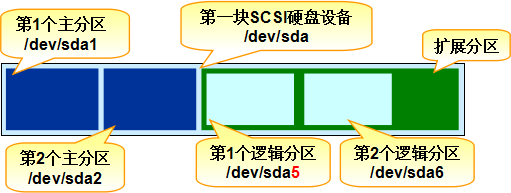 第1个主分区
/dev/sda1
第一块SCSI硬盘设备
/dev/sda
扩展分区
第2个主分区
/dev/sda2
第1个逻辑分区
/dev/sda5
第2个逻辑分区
/dev/sda6